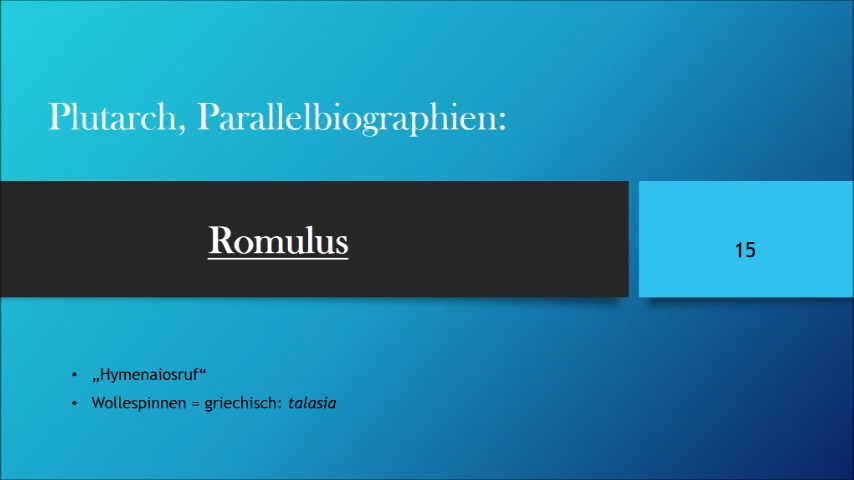 Plutarch, Parallelbiographien:
Romulus
15
• „Hymenaiosruf“
• Wollespinnen = griechisch: talasia